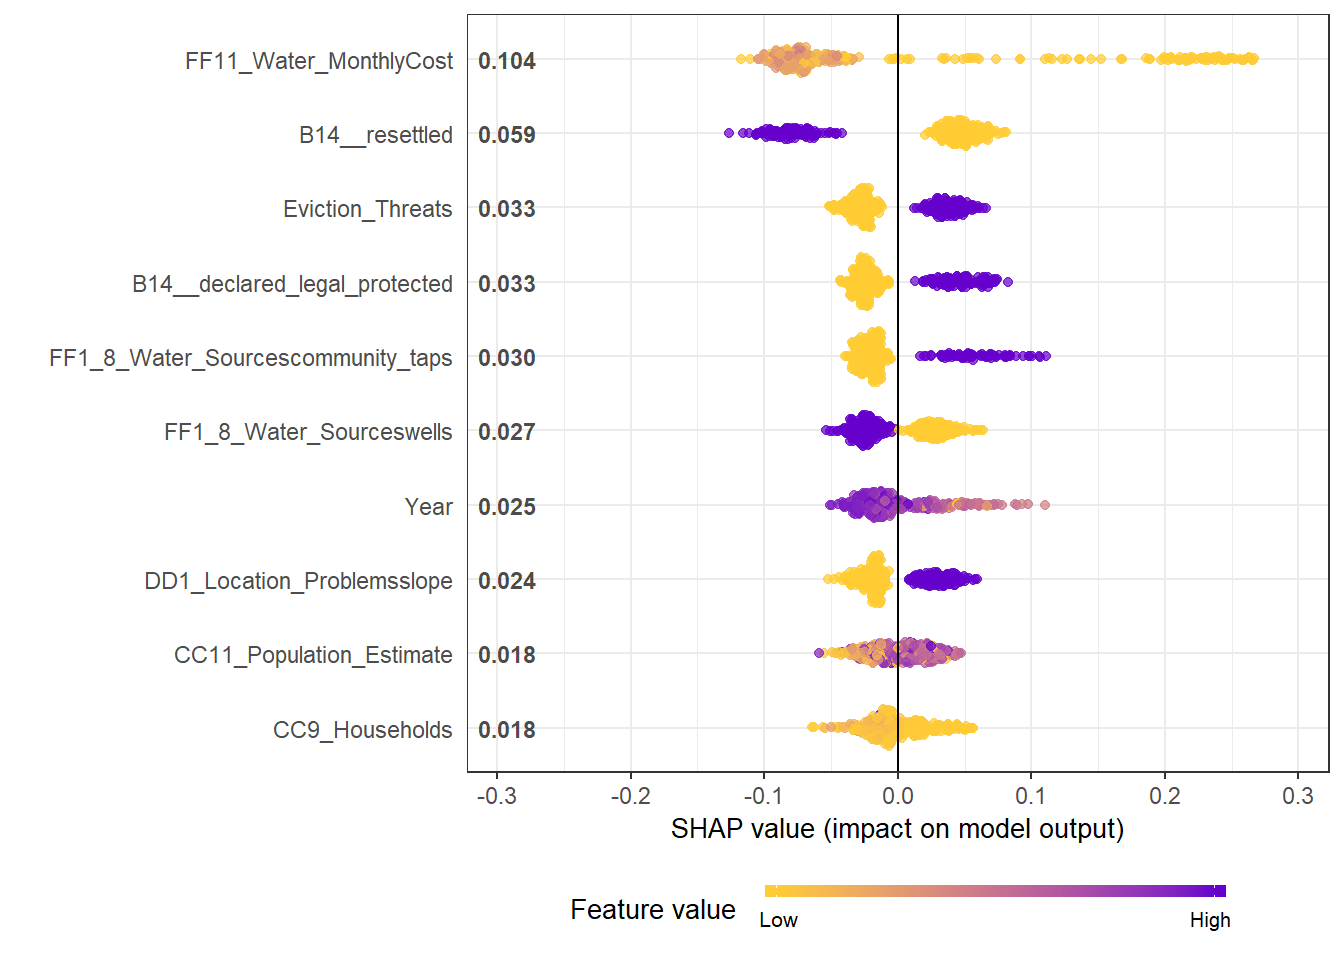 FF11_Water_MonthlyCost 0.104
B14__resettled 0.059
Eviction_Threats 0.033
B14__declared_legal_protected 0.033
FF1_8_Water_Sourcescommunity_taps 0.030
FF1_8_Water_Sourceswells 0.027
Year 0.025
DD1_Location_Problemsslope 0.024
CC11_Population_Estimate 0.018
CC9_Households 0.018
-0.3 -0.2 -0.1 0.0 0.1 0.2 0.3
SHAP value (impact on model output)
Feature value
Low High